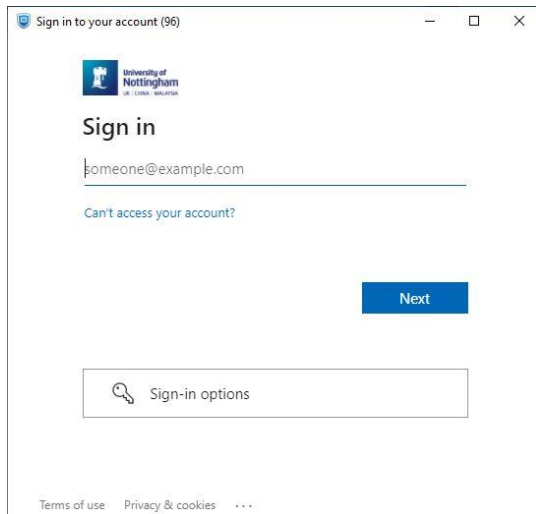 Sign in to your account (96)
University of
Nottingham
UK | CHINA | MALAYSIA
Sign in
someone@example.com
Can't access your account?
Next
Sign-in options
Terms of use Privacy & cookies ...